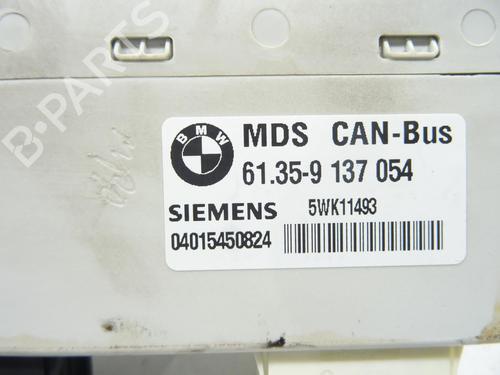 B-PARTS
BMW
MDS CAN-Bus
61.35-9 137 054
SIEMENS 5WK11493
04015450824